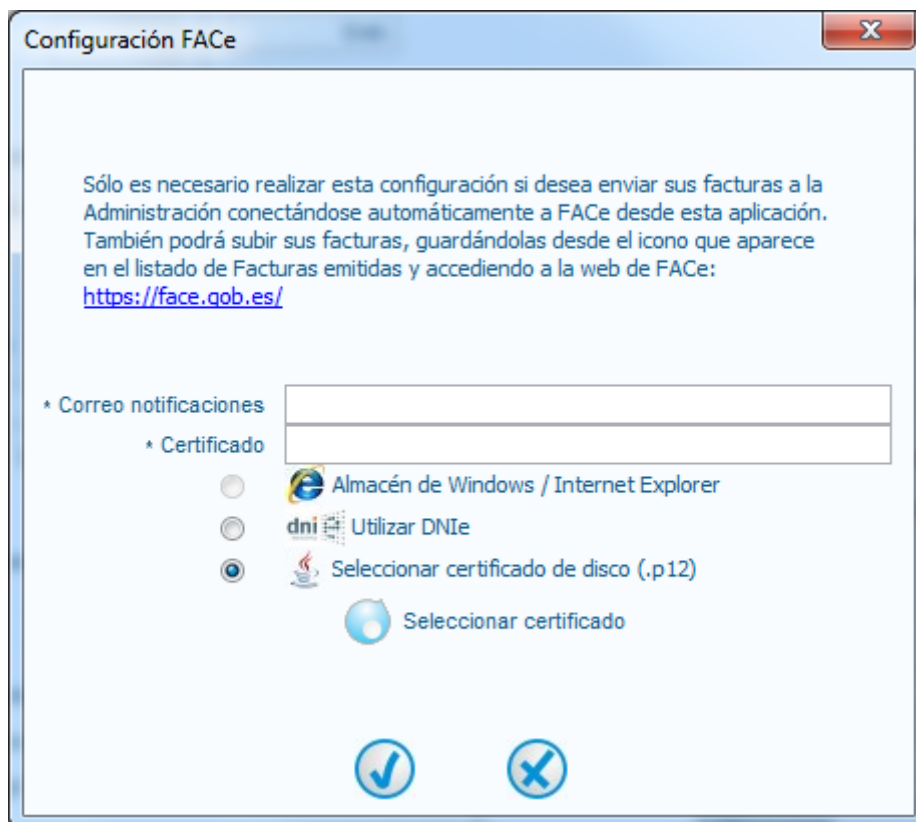 Configuración FACe
Sólo es necesario realizar esta configuración si desea enviar sus facturas a la
Administración conectándose automáticamente a FACe desde esta aplicación.
También podrá subir sus facturas, guardándolas desde el icono que aparece
en el listado de Facturas emitidas y accediendo a la web de FACe:
https://face.gob.es/
* Correo notificaciones
* Certificado
Almacén de Windows / Internet Explorer
dni Utilizar DNIe
Seleccionar certificado de disco (.p12)
Seleccionar certificado